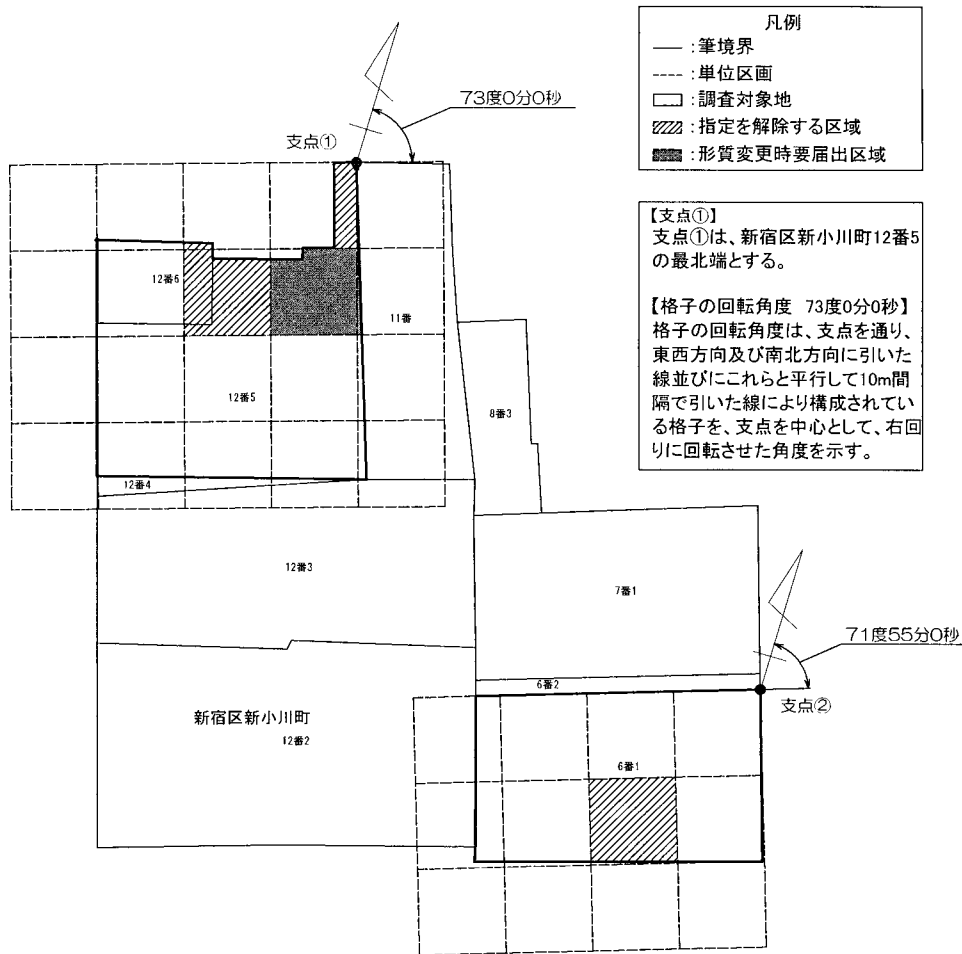 凡例
:筆境界
:単位区画
:調査対象地
:指定を解除する区域
:形質変更時要届出区域
73度0分0秒
支点①
【支点①】
支点①は、新宿区新小川町12番5
の最北端とする。
【格子の回転角度 73度0分0秒】
格子の回転角度は、支点を通り、
東西方向及び南北方向に引いた
線並びにこれらと平行して10m間
隔で引いた線により構成されてい
る格子を、支点を中心として、右回
りに回転させた角度を示す。
12番6
11番
12番5
8番3
12番4
12番3
7番1
71度55分0秒
6番2
支点②
新宿区新小川町
12番2
6番1